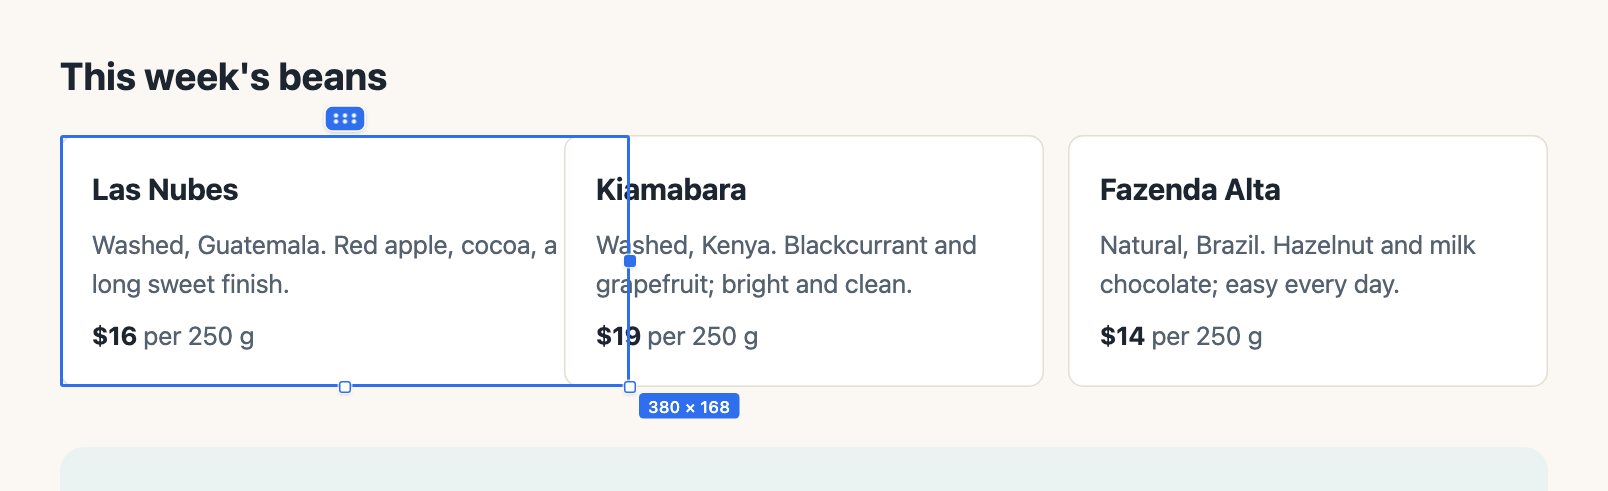 This week's beans
Las Nubes
Washed, Guatemala. Red apple, cocoa, a
long sweet finish.
$16 per 250 g
Kiamabara
Washed, Kenya. Blackcurrant and
grapefruit; bright and clean.
$19 per 250 g
Fazenda Alta
Natural, Brazil. Hazelnut and milk
chocolate; easy every day.
$14 per 250 g
380 × 168